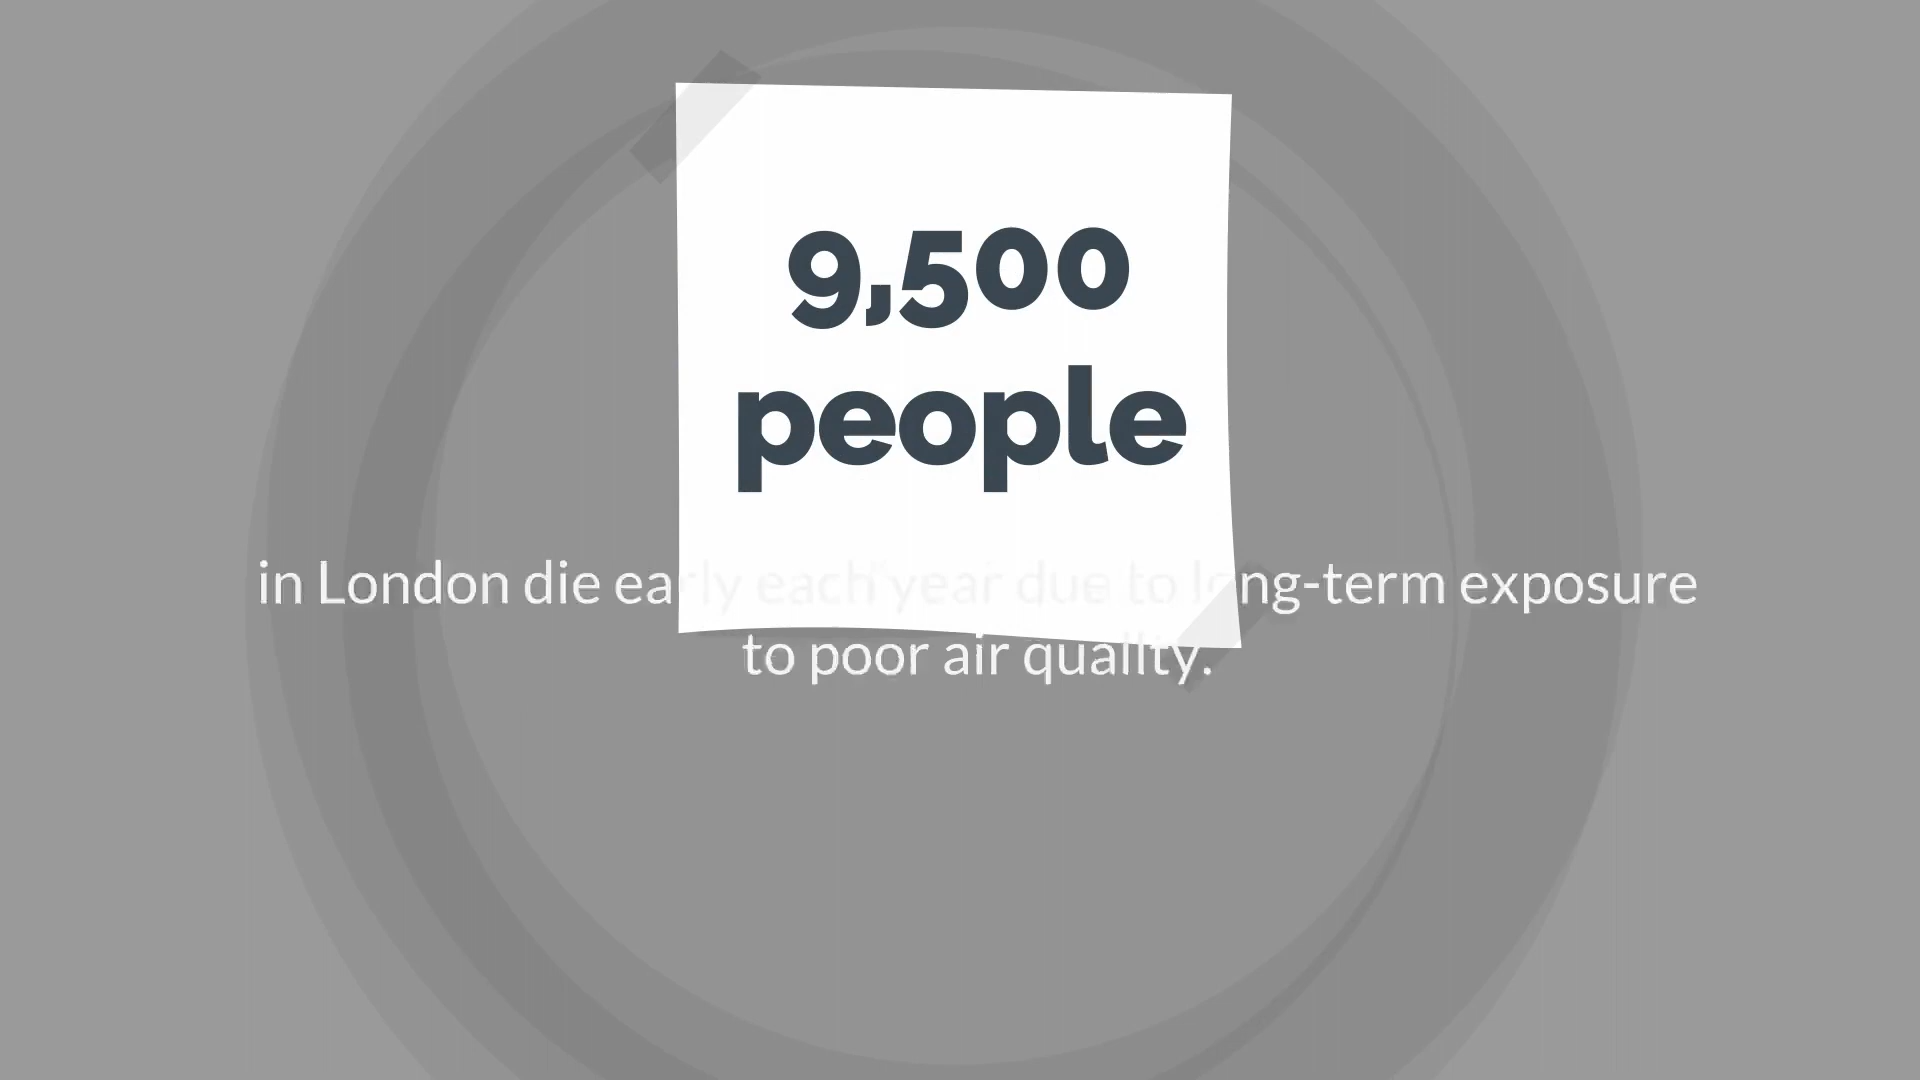 9,500
people
in London die early each year due to long-term exposure
to poor air quality.